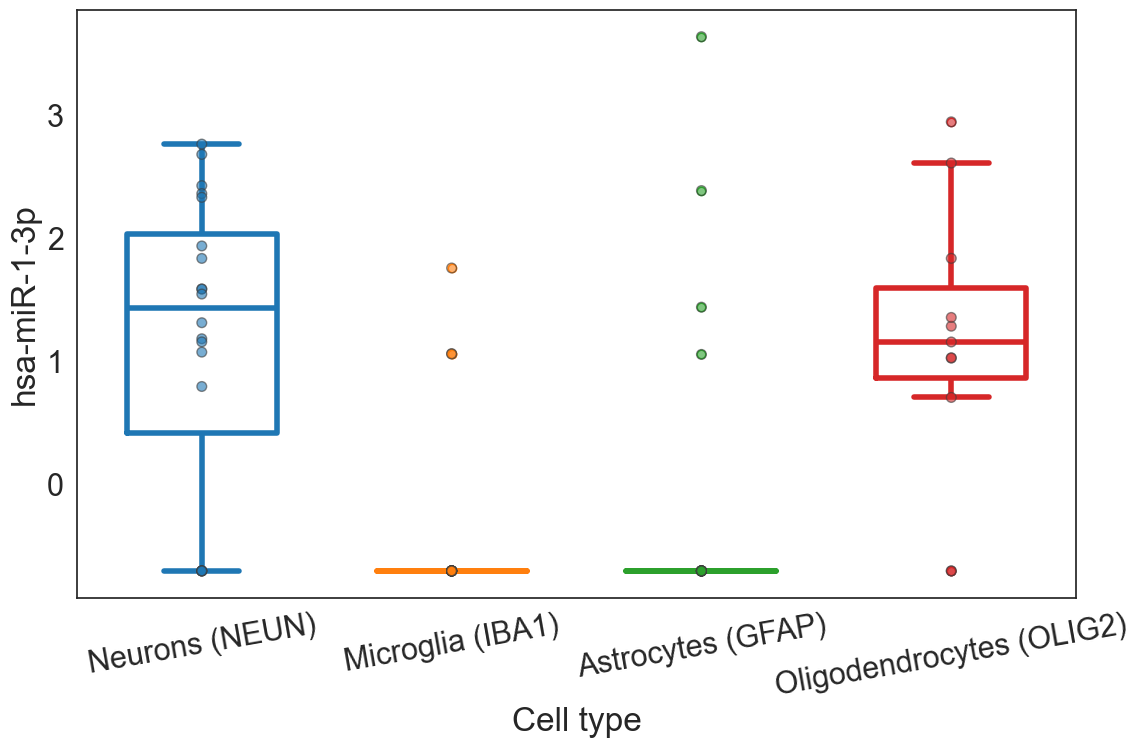 hsa-miR-1-3p
3
2
1
0
Neurons (NEUN)
Microglia (IBA1)
Astrocytes (GFAP)
Oligodendrocytes (OLIG2)
Cell type